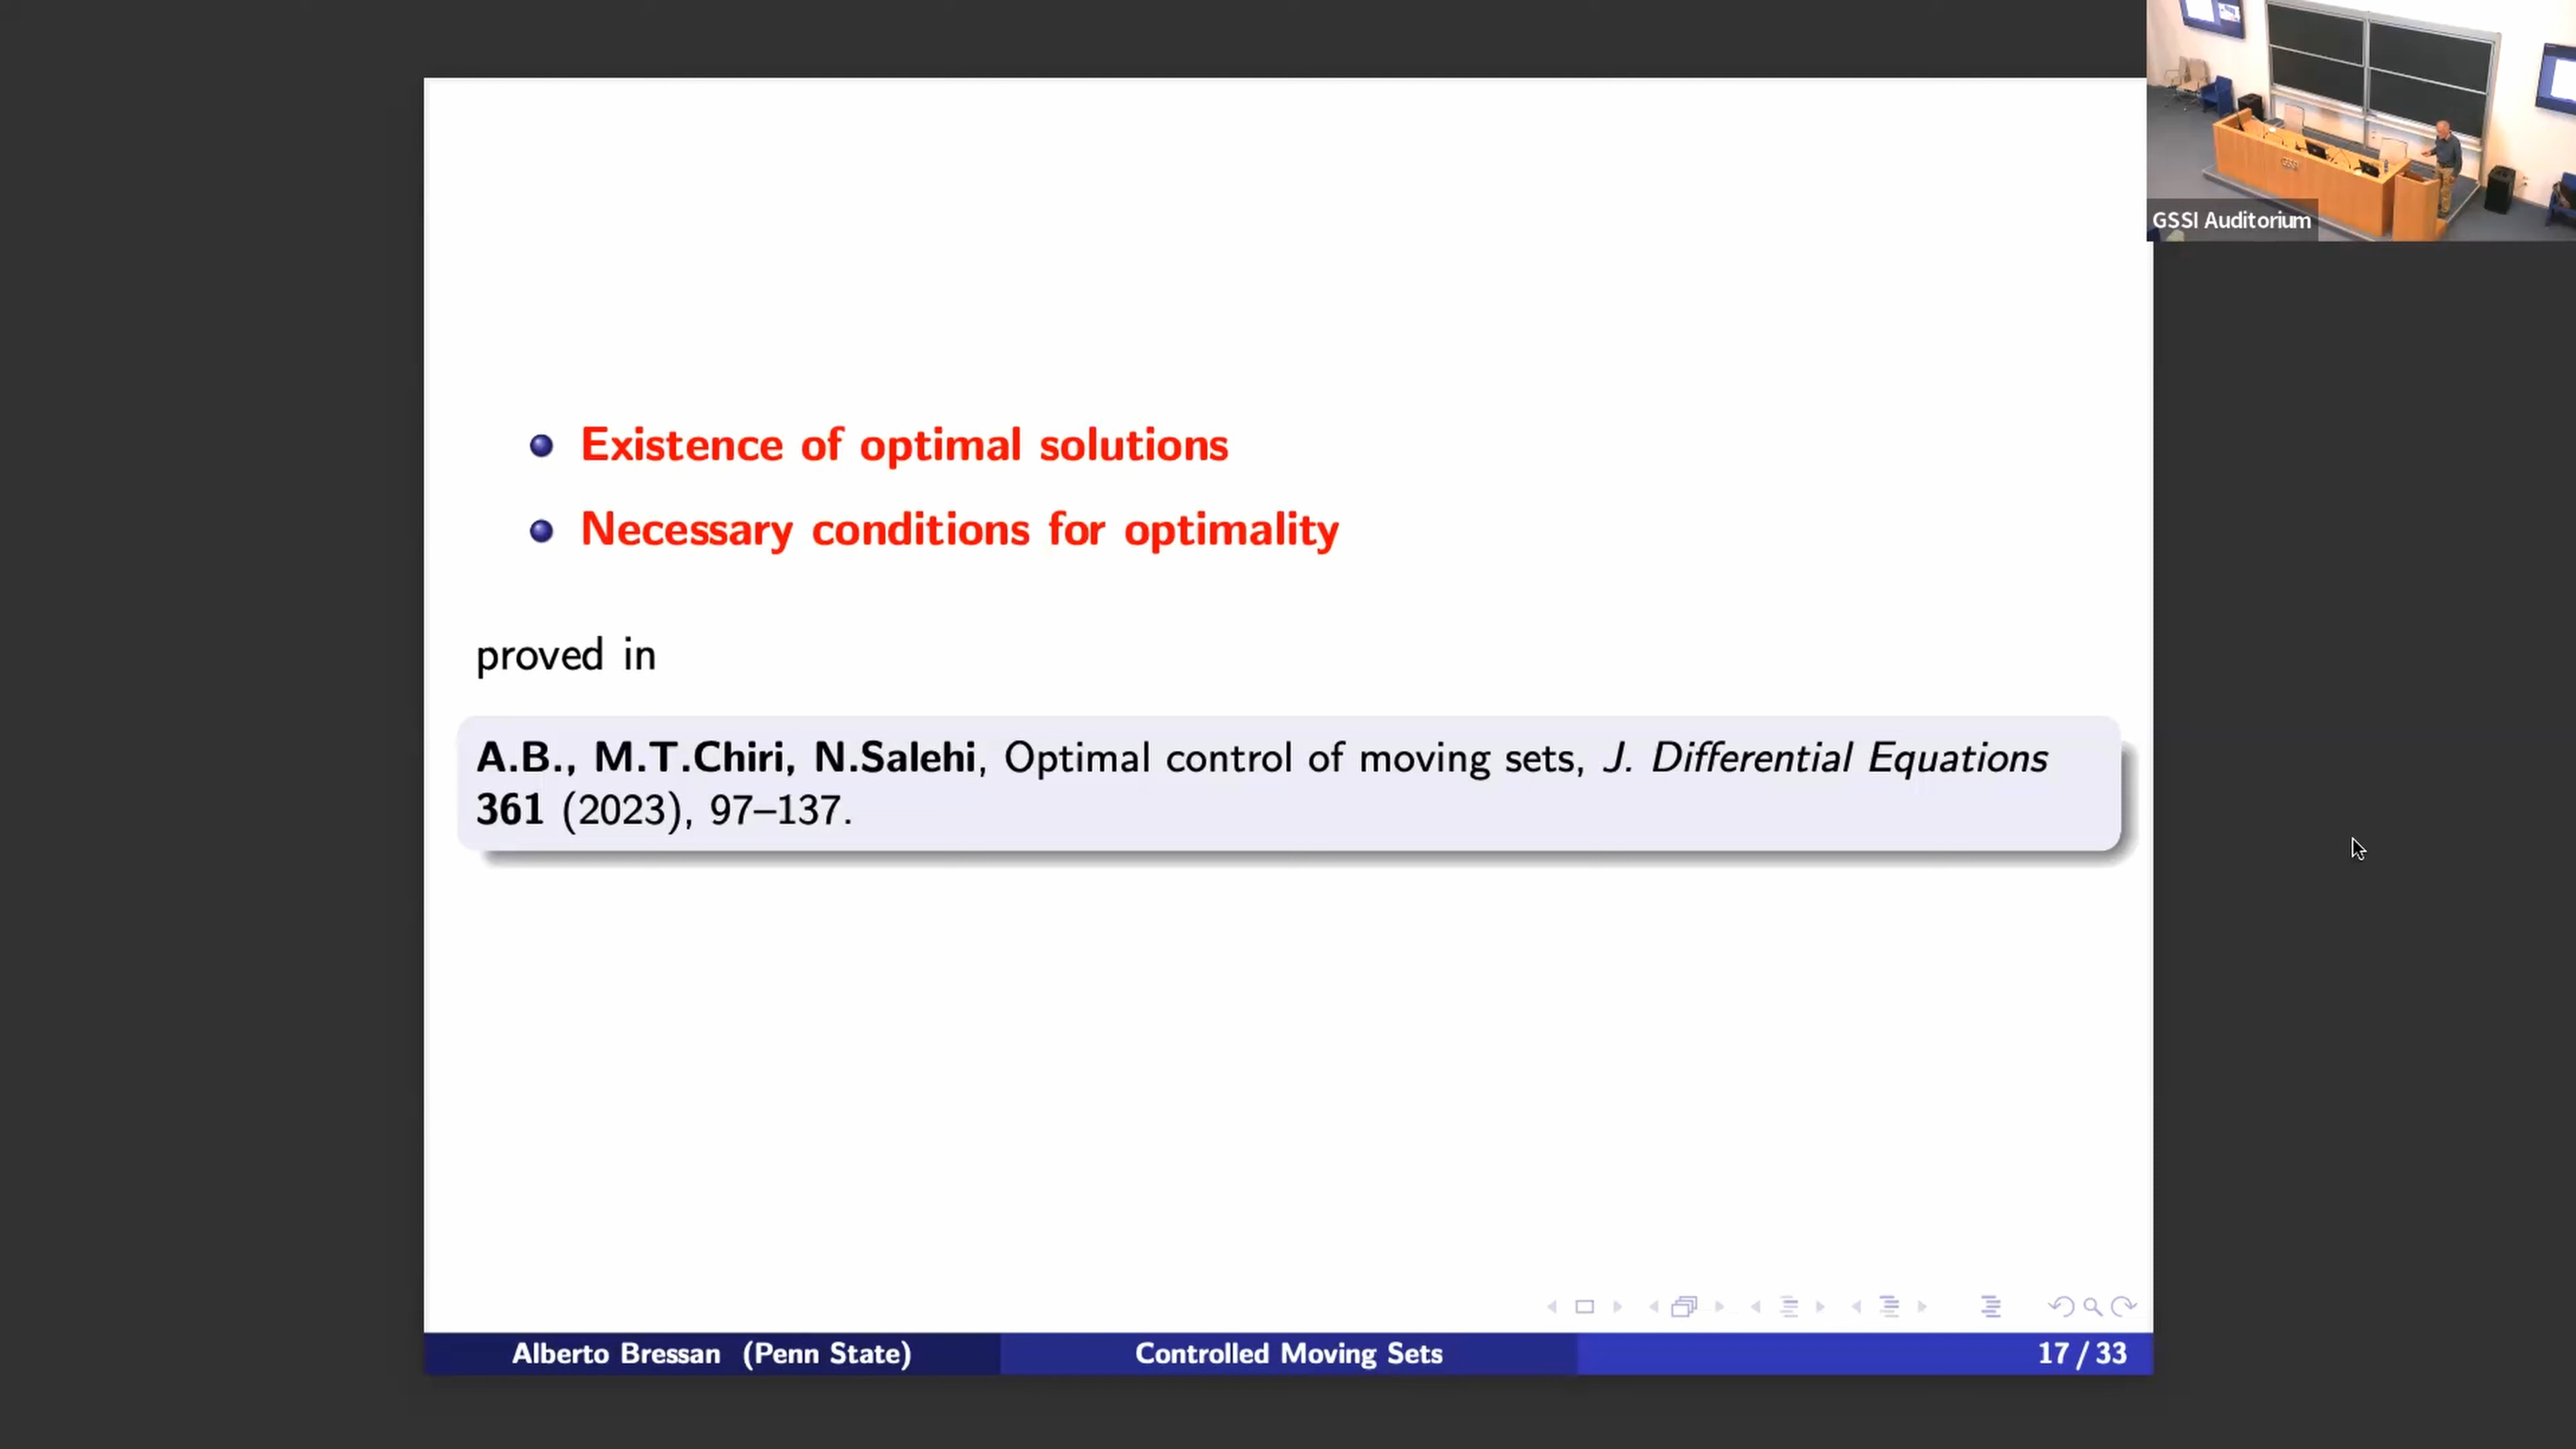 GSSI Auditorium
Existence of optimal solutions
Necessary conditions for optimality
proved in
A.B., M.T.Chiri, N.Salehi, Optimal control of moving sets, J. Differential Equations
361 (2023), 97–137.
Alberto Bressan (Penn State)
Controlled Moving Sets
17 / 33